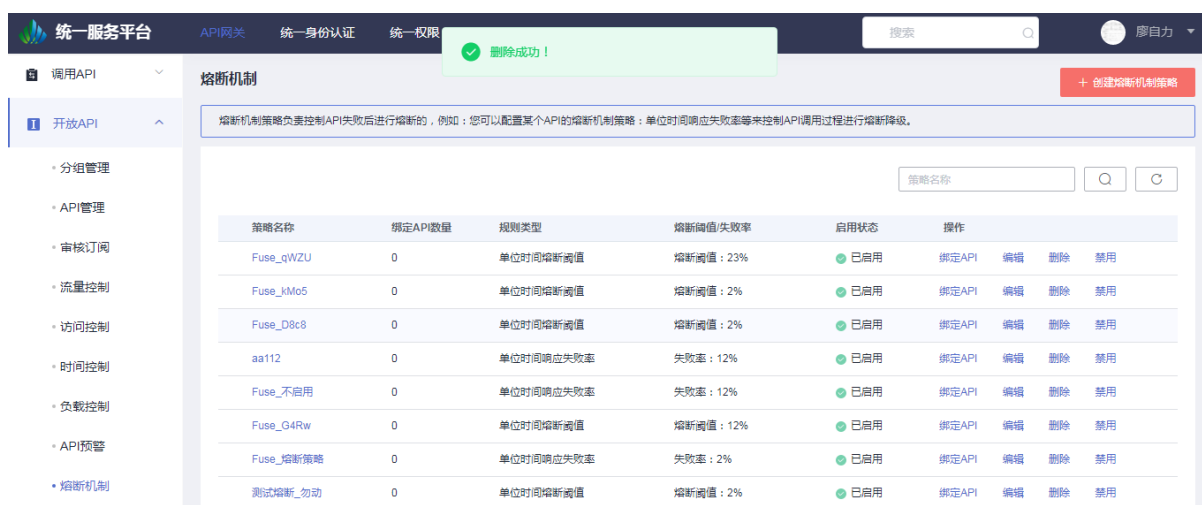 统一服务平台 API网关 统一身份认证 统一权限 搜索 廖自力
删除成功！
调用API
熔断机制 + 创建熔断机制策略
开放API
熔断机制策略负责控制API失败后进行熔断的，例如：您可以配置某个API的熔断机制策略：单位时间响应失败率等来控制API调用过程进行熔断降级。
分组管理
策略名称
API管理
策略名称 绑定API数量 规则类型 熔断阈值/失败率 启用状态 操作
审核订阅
Fuse_qWZU 0 单位时间熔断阈值 熔断阈值：23% 已启用 绑定API 编辑 删除 禁用
流量控制
Fuse_kMo5 0 单位时间熔断阈值 熔断阈值：2% 已启用 绑定API 编辑 删除 禁用
访问控制
Fuse_D8c8 0 单位时间熔断阈值 熔断阈值：2% 已启用 绑定API 编辑 删除 禁用
时间控制
aa112 0 单位时间响应失败率 失败率：12% 已启用 绑定API 编辑 删除 禁用
Fuse_不启用 0 单位时间响应失败率 失败率：12% 已启用 绑定API 编辑 删除 禁用
负载控制
Fuse_G4Rw 0 单位时间熔断阈值 熔断阈值：12% 已启用 绑定API 编辑 删除 禁用
API预警
Fuse_熔断策略 0 单位时间响应失败率 失败率：2% 已启用 绑定API 编辑 删除 禁用
熔断机制
测试熔断_勿动 0 单位时间熔断阈值 熔断阈值：2% 已启用 绑定API 编辑 删除 禁用